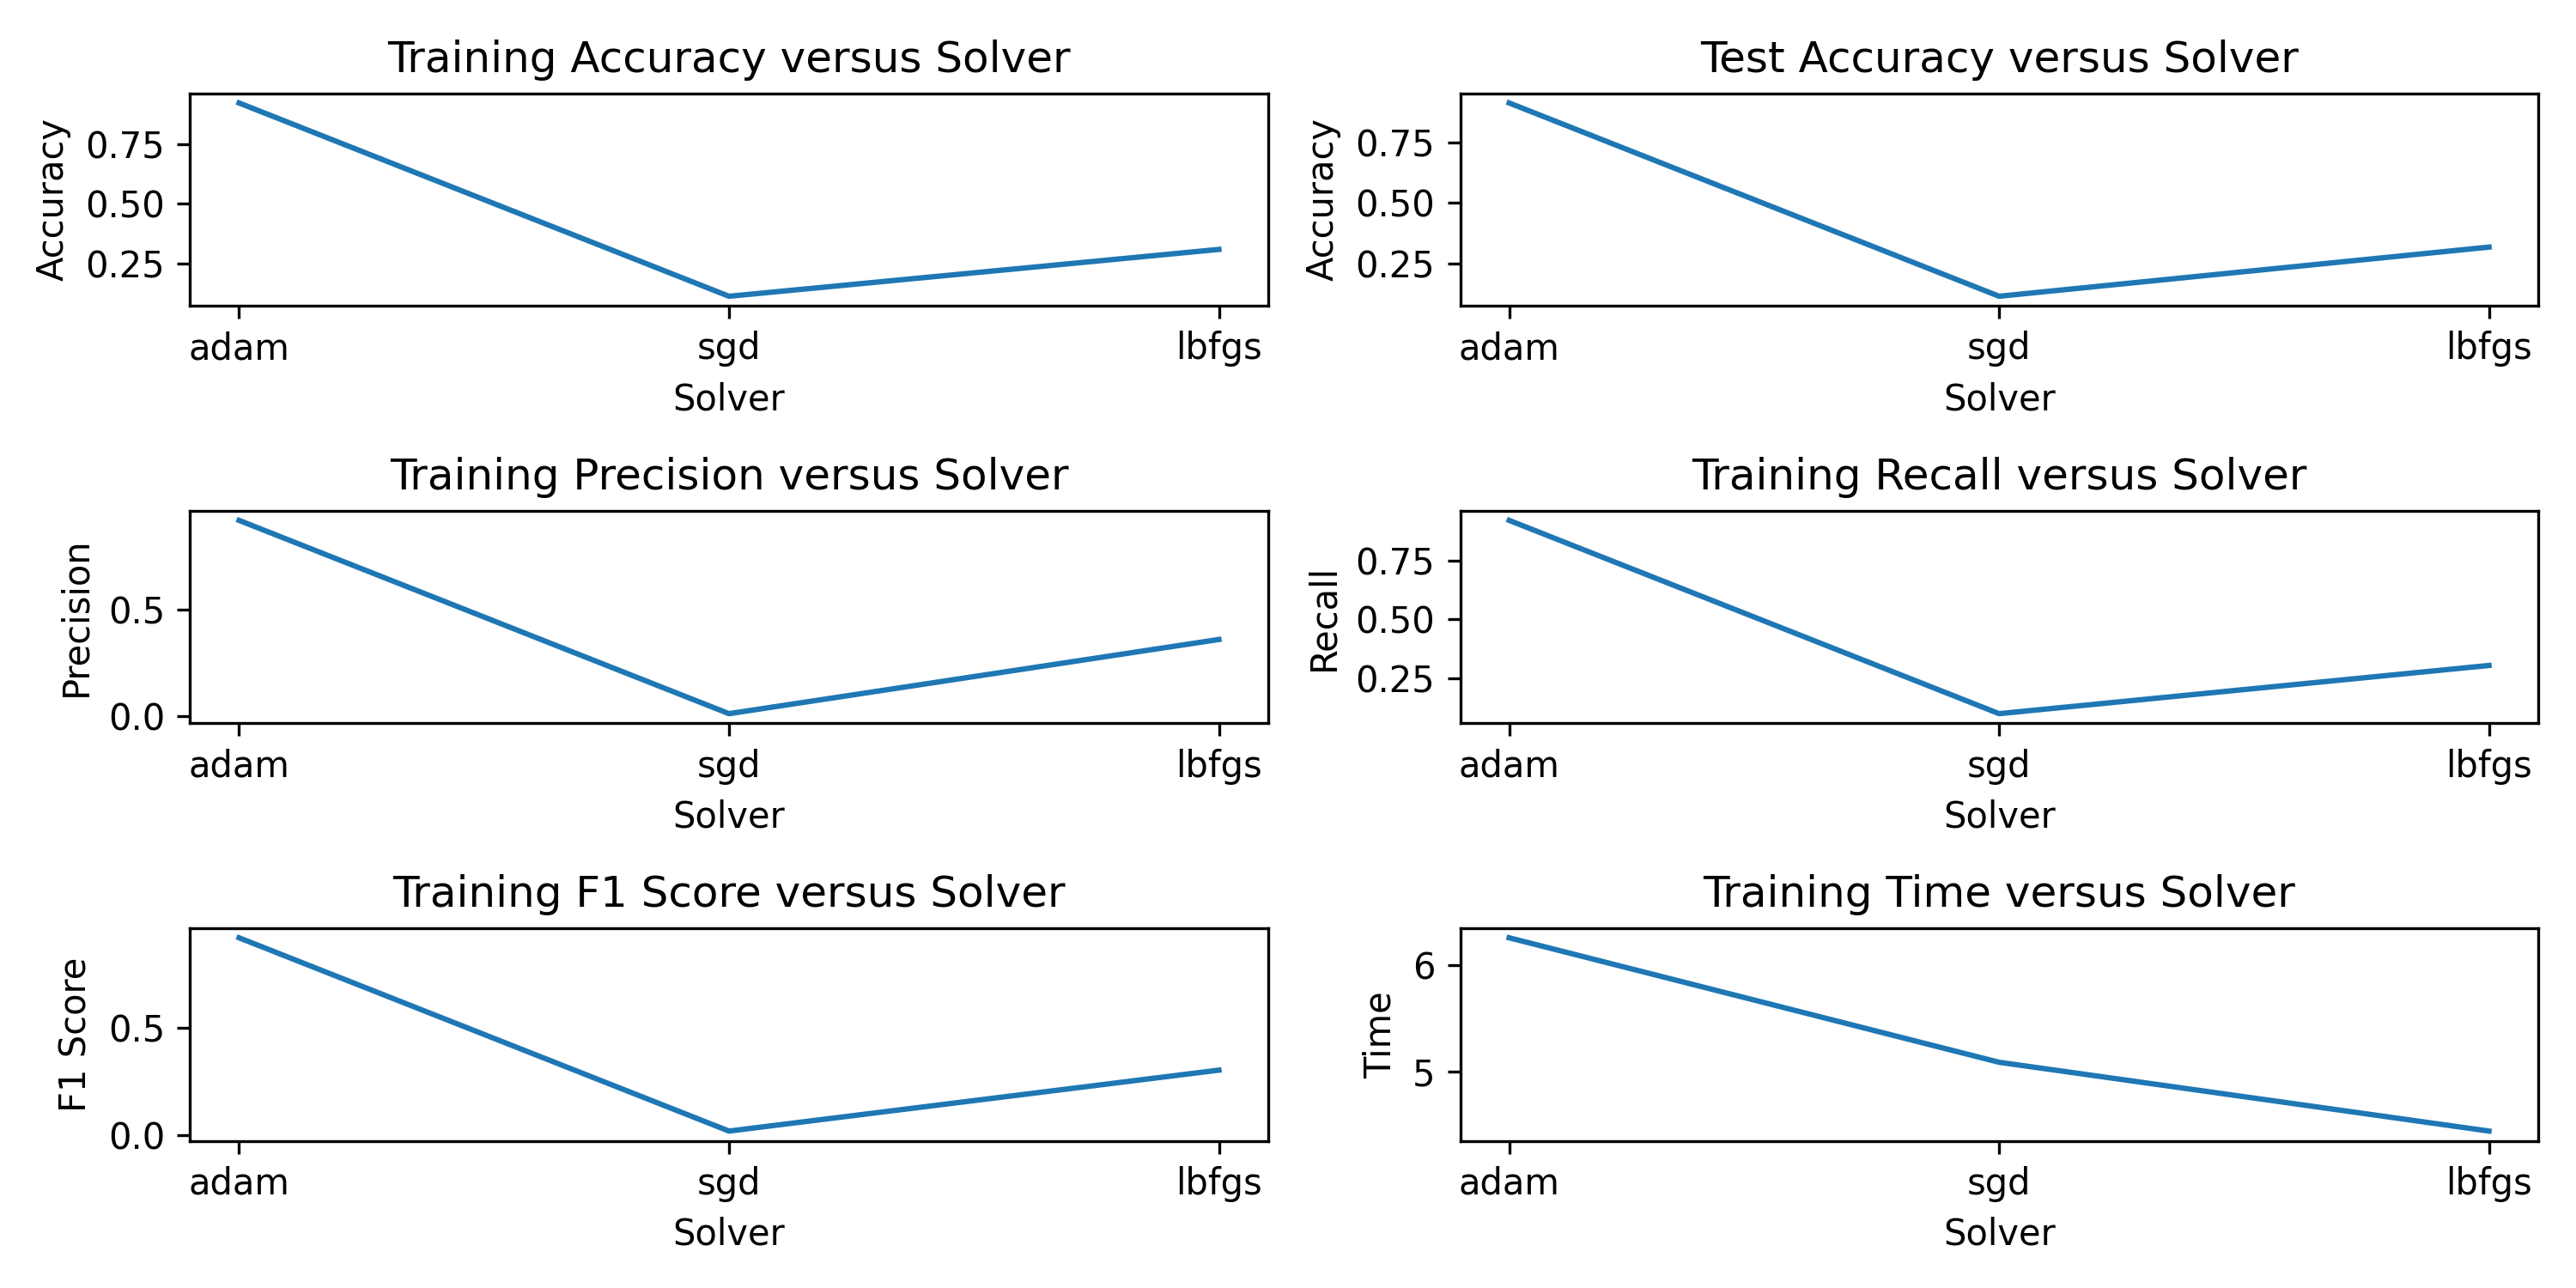 Training Accuracy versus Solver
Accuracy
0.75
0.50
0.25
adam sgd lbfgs
Solver
Test Accuracy versus Solver
Accuracy
0.75
0.50
0.25
adam sgd lbfgs
Solver
Training Precision versus Solver
Precision
0.5
0.0
adam sgd lbfgs
Solver
Training Recall versus Solver
Recall
0.75
0.50
0.25
adam sgd lbfgs
Solver
Training F1 Score versus Solver
F1 Score
0.5
0.0
adam sgd lbfgs
Solver
Training Time versus Solver
Time
6
5
adam sgd lbfgs
Solver